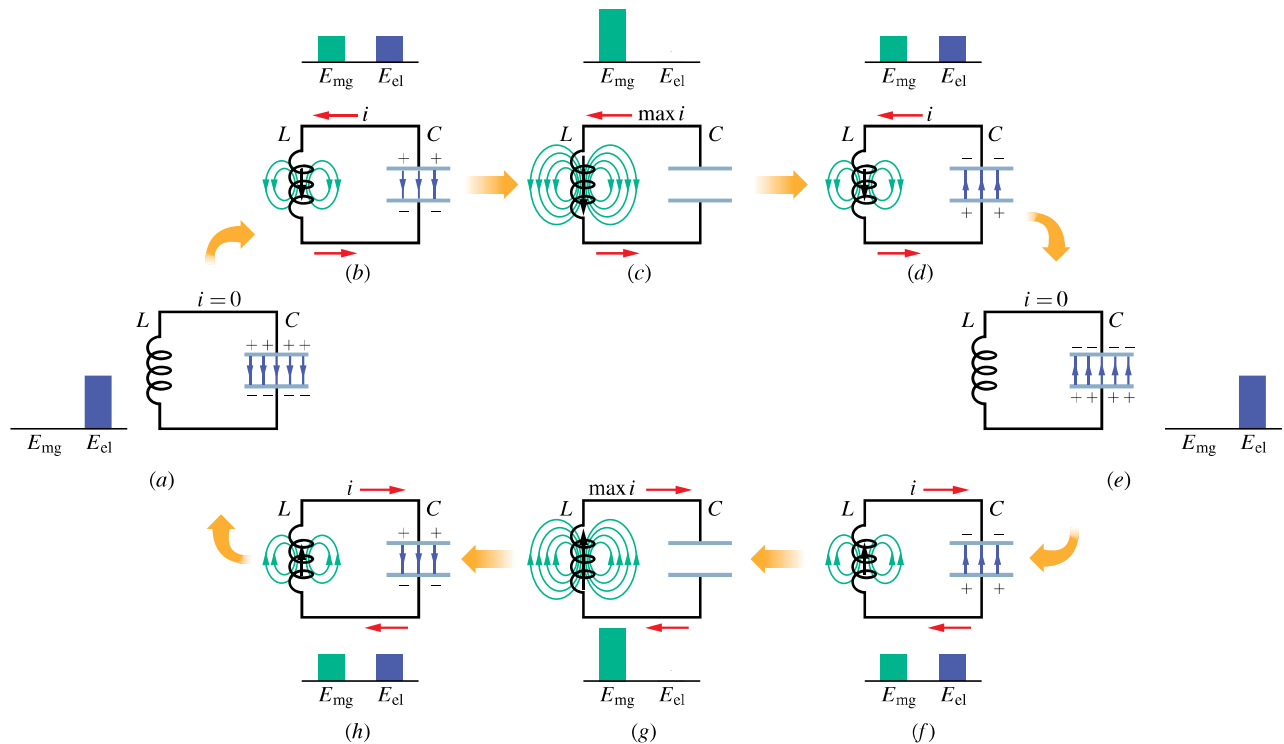 E_mg E_el E_mg E_el E_mg E_el
i max i i
L C L C L C
+ + − −
− − + +
(b) (c) (d)
i = 0 i = 0
L C L C
+ + + + − − − −
− − − − + + + +
E_mg E_el E_mg E_el
(a) (e)
i max i i
L C L C L C
+ + − −
− − + +
E_mg E_el E_mg E_el E_mg E_el
(h) (g) (f)